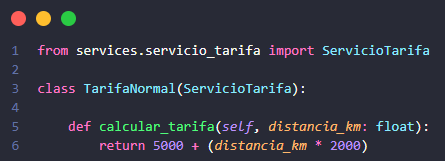 1 from services.servicio_tarifa import ServicioTarifa
2
3 class TarifaNormal(ServicioTarifa):
4
5     def calcular_tarifa(self, distancia_km: float):
6         return 5000 + (distancia_km * 2000)